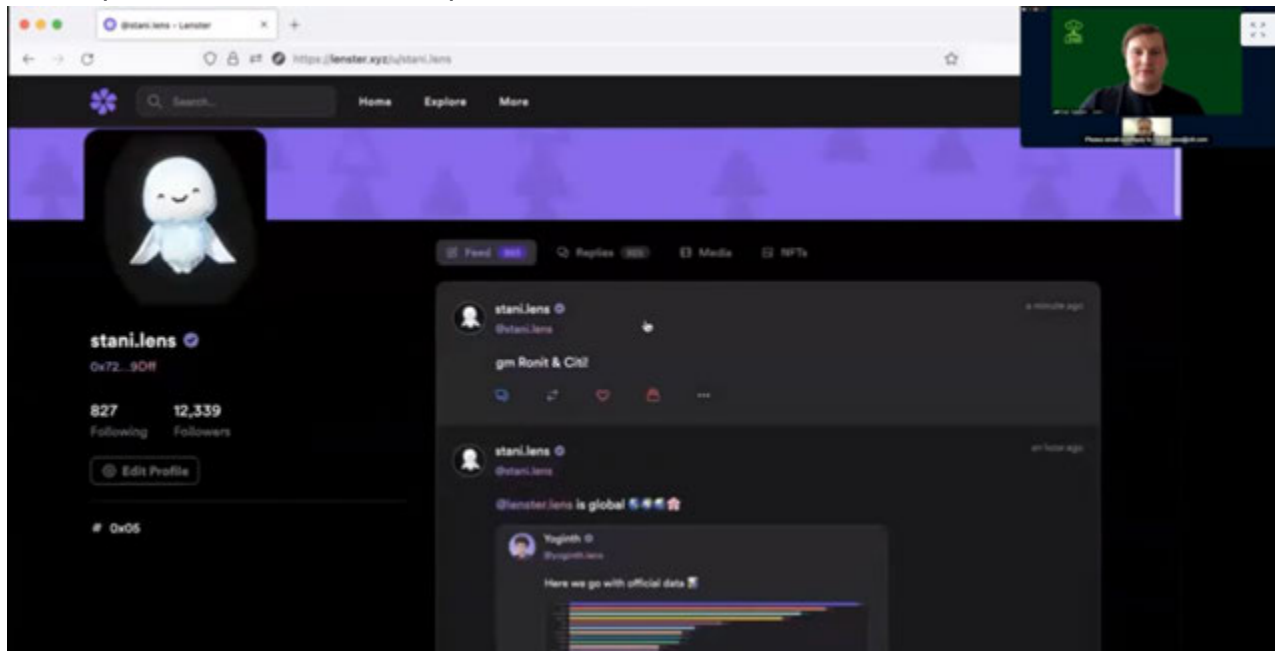 @stani.lens - Lenster
https://lenster.xyz/u/stani.lens
Search...
Home
Explore
More
Feed
Replies
Media
NFTs
stani.lens
0x72...9Dff
827
12,339
Following
Followers
Edit Profile
# 0x05
stani.lens
@stani.lens
a minute ago
gm Ronit & Citi!
stani.lens
@stani.lens
an hour ago
@lenster.lens is global
Yoginth
@yoginth.lens
Here we go with official data